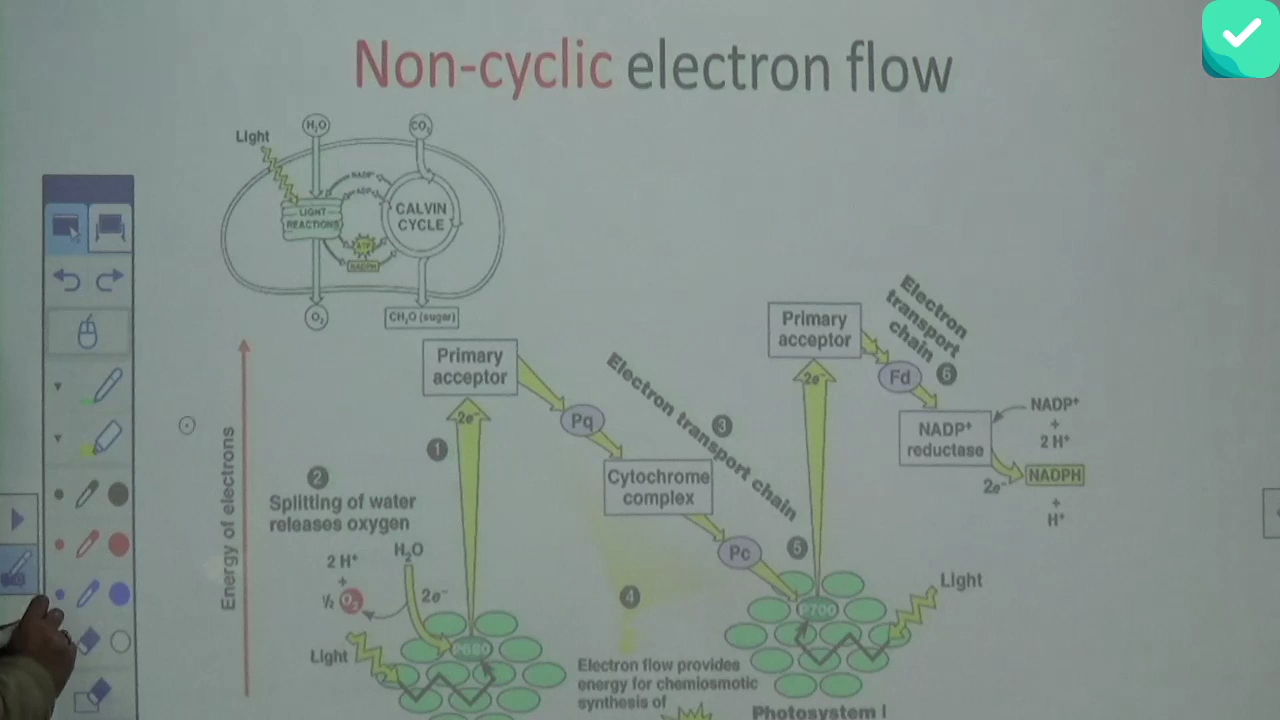 Non-cyclic electron flow
H₂O
CO₂
Light
NADP⁺
ADP
LIGHT
REACTIONS
CALVIN
CYCLE
ATP
NADPH
O₂
CH₂O (sugar)
Energy of electrons
Primary
acceptor
2e⁻
1
2
Splitting of water
releases oxygen
2 H⁺
+
½ O₂
H₂O
2e⁻
Light
P680
Pq
Electron transport chain
3
Cytochrome
complex
Pc
5
4
Electron flow provides
energy for chemiosmotic
synthesis of
Primary
acceptor
2e⁻
Electron
transport
chain
6
Fd
NADP⁺
reductase
NADP⁺
+
2 H⁺
2e⁻
NADPH
+
H⁺
P700
Light
Photosystem I